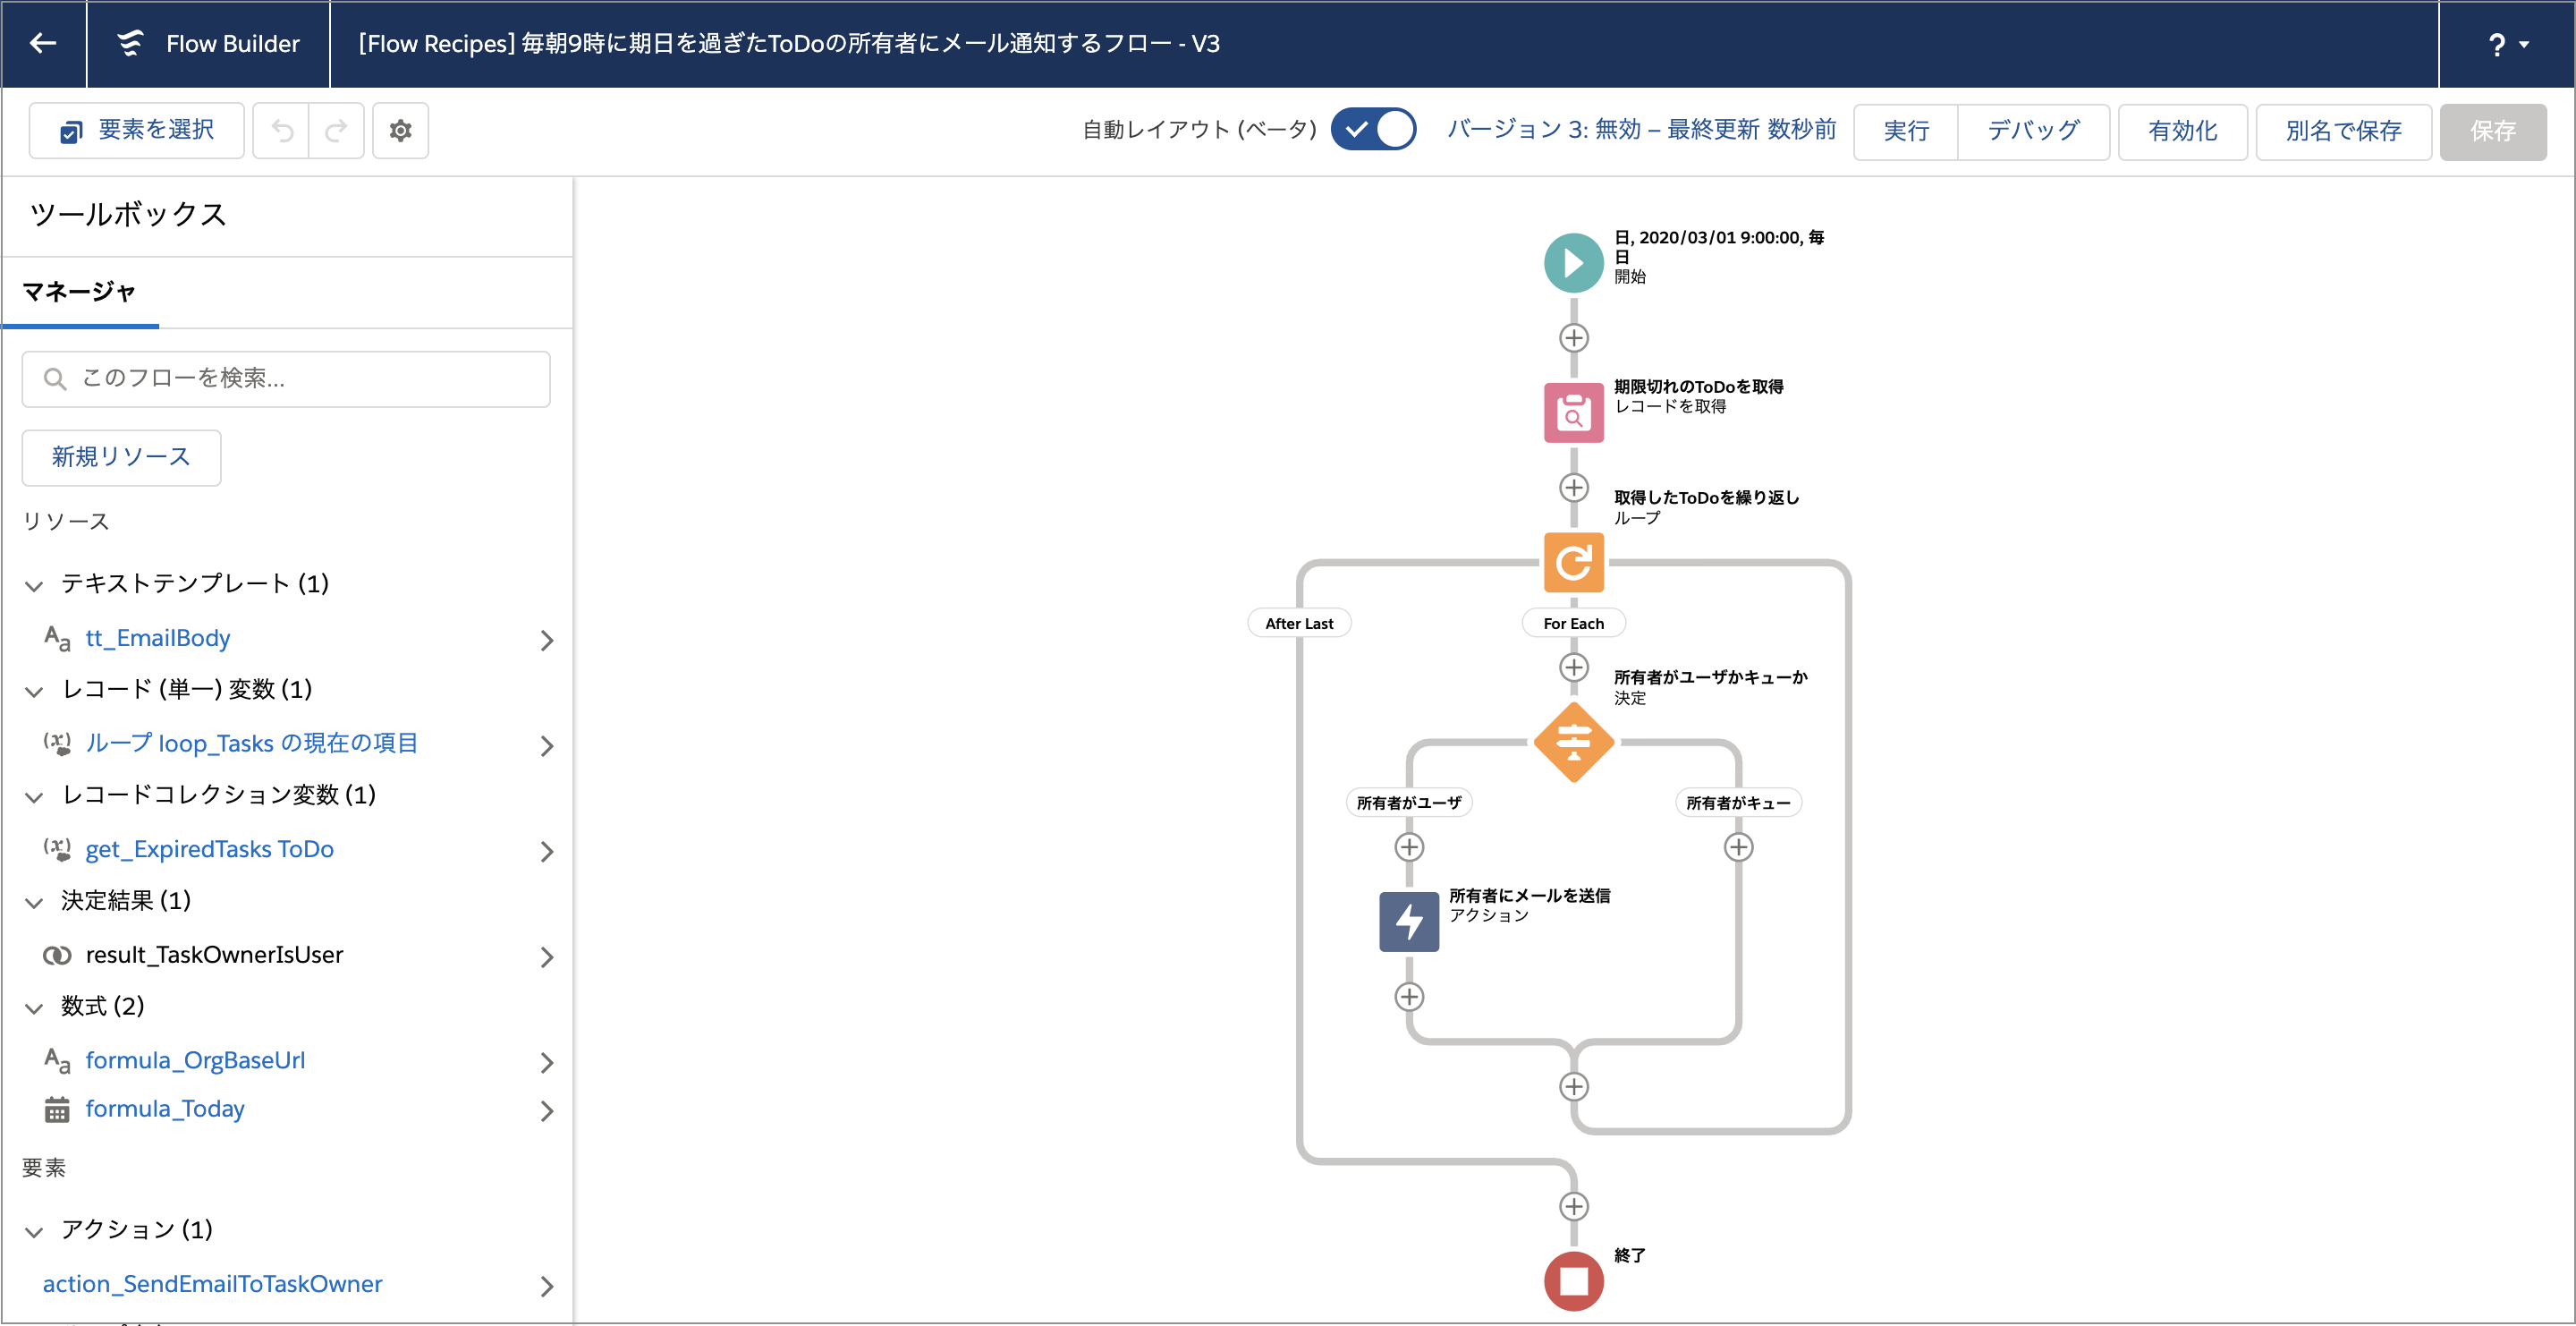 Flow Builder
[Flow Recipes] 毎朝9時に期日を過ぎたToDoの所有者にメール通知するフロー - V3
?
要素を選択
自動レイアウト (ベータ)
バージョン 3: 無効 – 最終更新 数秒前
実行
デバッグ
有効化
別名で保存
保存
ツールボックス
マネージャ
このフローを検索...
新規リソース
リソース
テキストテンプレート (1)
tt_EmailBody
レコード (単一) 変数 (1)
ループ loop_Tasks の現在の項目
レコードコレクション変数 (1)
get_ExpiredTasks ToDo
決定結果 (1)
result_TaskOwnerIsUser
数式 (2)
formula_OrgBaseUrl
formula_Today
要素
アクション (1)
action_SendEmailToTaskOwner
日, 2020/03/01 9:00:00, 毎
日
開始
期限切れのToDoを取得
レコードを取得
取得したToDoを繰り返し
ループ
After Last
For Each
所有者がユーザかキューか
決定
所有者がユーザ
所有者がキュー
所有者にメールを送信
アクション
終了